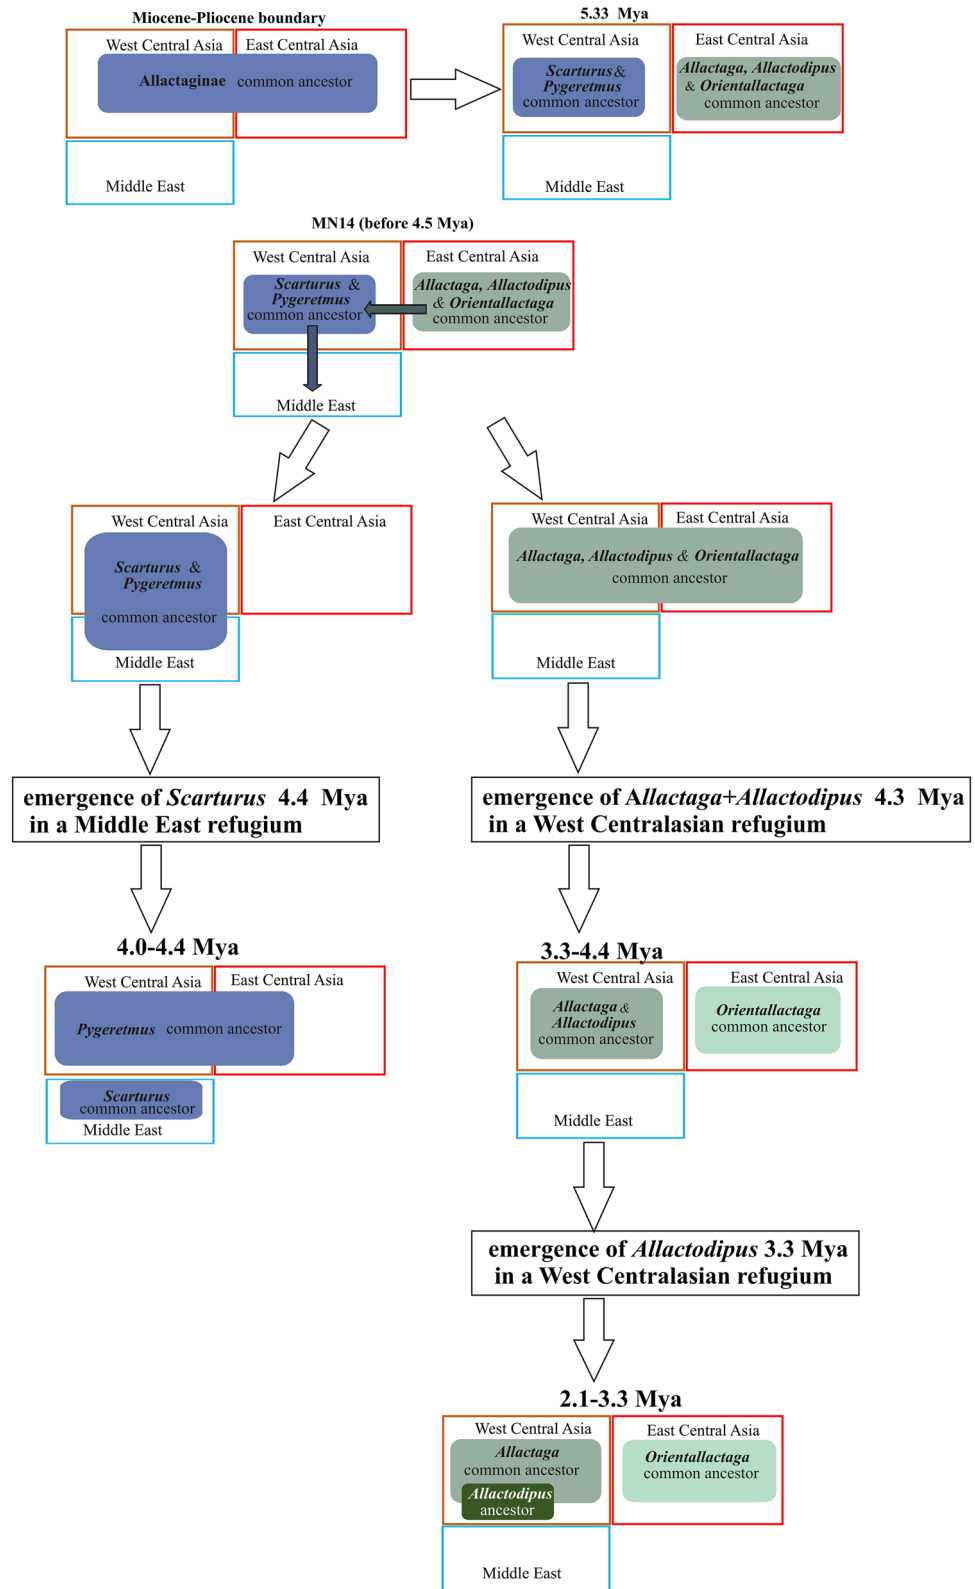 Miocene-Pliocene boundary
West Central Asia
East Central Asia
Allactaginae common ancestor
Middle East
5.33 Mya
West Central Asia
East Central Asia
Scarturus &
Pygeretmus
common ancestor
Allactaga, Allactodipus
& Orientallactaga
common ancestor
Middle East
MN14 (before 4.5 Mya)
West Central Asia
East Central Asia
Scarturus &
Pygeretmus
common ancestor
Allactaga, Allactodipus
& Orientallactaga
common ancestor
Middle East
West Central Asia
East Central Asia
Scarturus &
Pygeretmus
common ancestor
Middle East
West Central Asia
East Central Asia
Allactaga, Allactodipus & Orientallactaga
common ancestor
Middle East
emergence of Scarturus 4.4 Mya
in a Middle East refugium
emergence of Allactaga+Allactodipus 4.3 Mya
in a West Centralasian refugium
4.0-4.4 Mya
West Central Asia
East Central Asia
Pygeretmus common ancestor
Scarturus
common ancestor
Middle East
3.3-4.4 Mya
West Central Asia
East Central Asia
Allactaga &
Allactodipus
common ancestor
Orientallactaga
common ancestor
Middle East
emergence of Allactodipus 3.3 Mya
in a West Centralasian refugium
2.1-3.3 Mya
West Central Asia
East Central Asia
Allactaga
common ancestor
Allactodipus
ancestor
Orientallactaga
common ancestor
Middle East